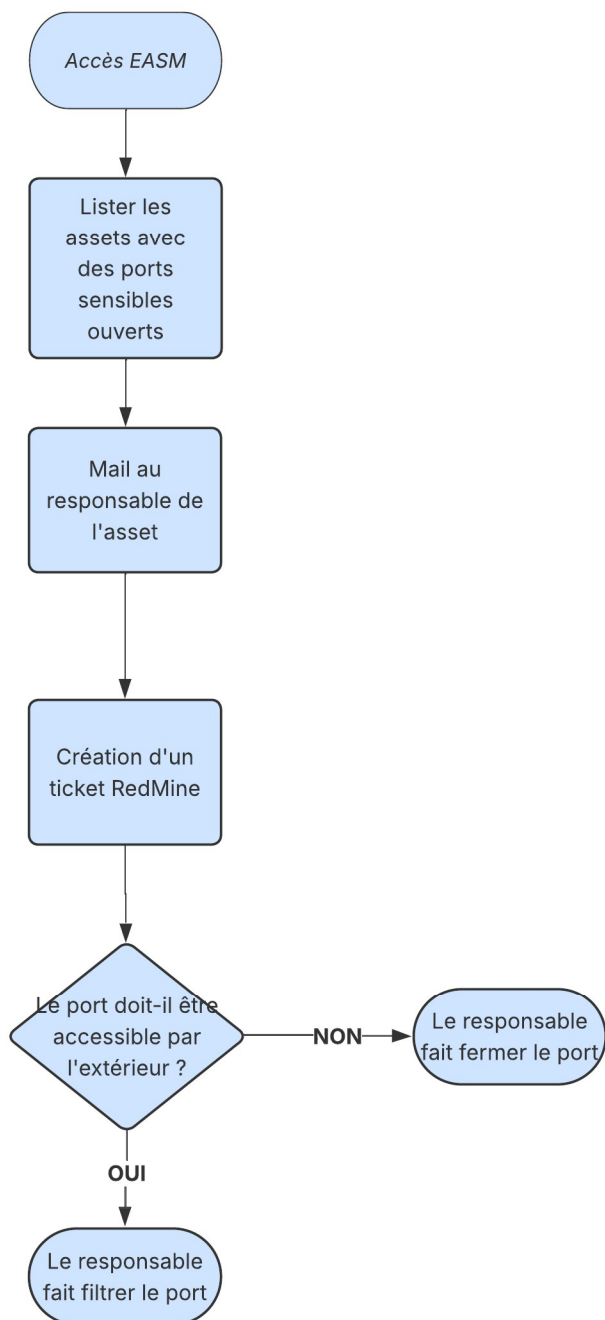 Accès EASM
Lister les
assets avec
des ports
sensibles
ouverts
Mail au
responsable de
l'asset
Création d'un
ticket RedMine
Le port doit-il être
accessible par
l'extérieur ?
NON
Le responsable
fait fermer le port
OUI
Le responsable
fait filtrer le port